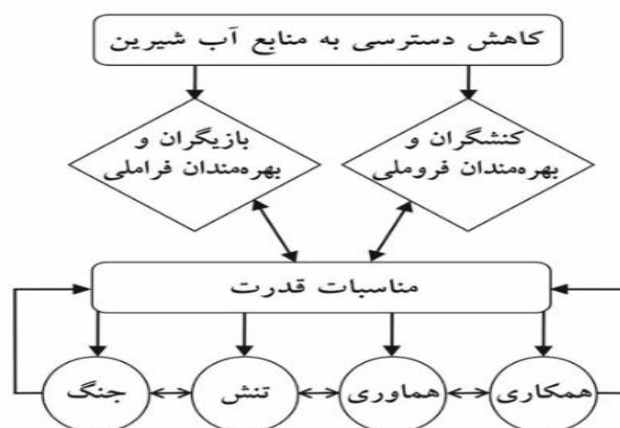 کاهش دسترسی به منابع آب شیرین
کنشگران و
بهره‌مندان فروملی
بازیگران و
بهره‌مندان فراملی
مناسبات قدرت
همکاری
هماوری
تنش
جنگ